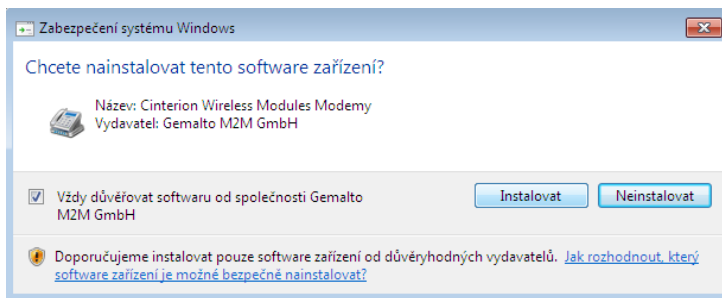 Zabezpečení systému Windows
Chcete nainstalovat tento software zařízení?
Název: Cinterion Wireless Modules Modemy
Vydavatel: Gemalto M2M GmbH
Vždy důvěřovat softwaru od společnosti Gemalto
M2M GmbH
Instalovat
Neinstalovat
Doporučujeme instalovat pouze software zařízení od důvěryhodných vydavatelů. Jak rozhodnout, který
software zařízení je možné bezpečně nainstalovat?